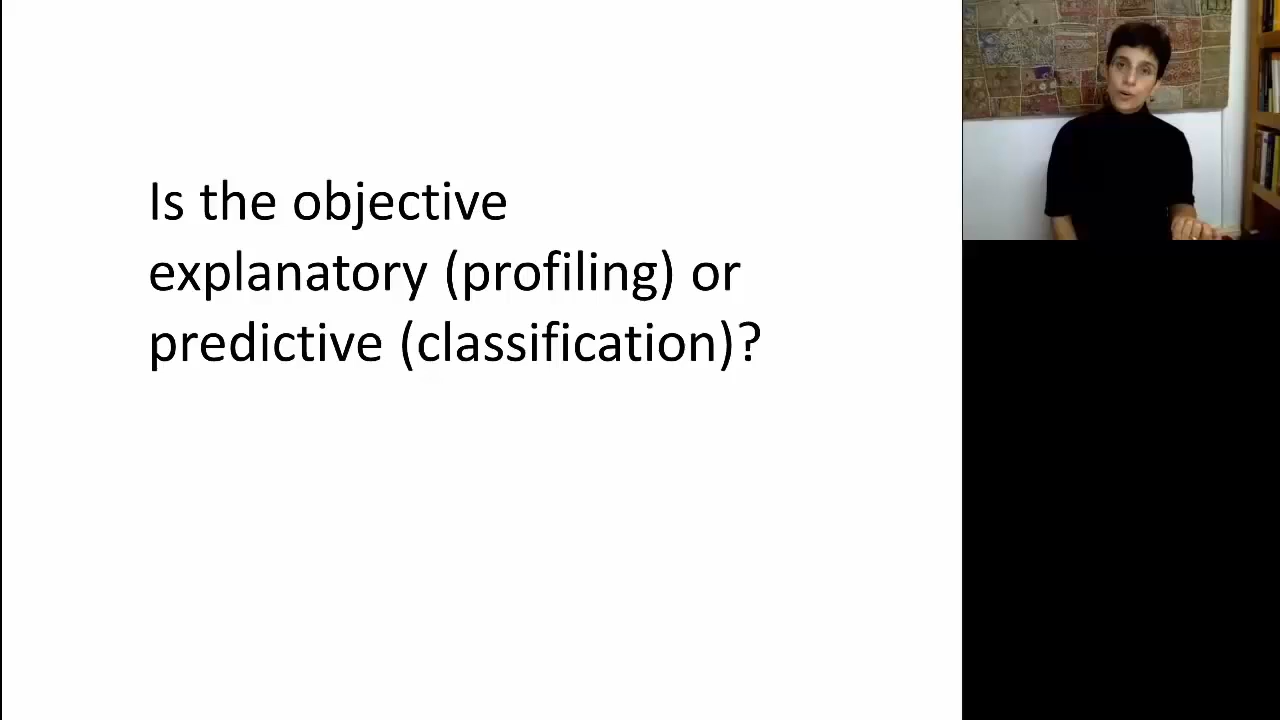 Is the objective
explanatory (profiling) or
predictive (classification)?